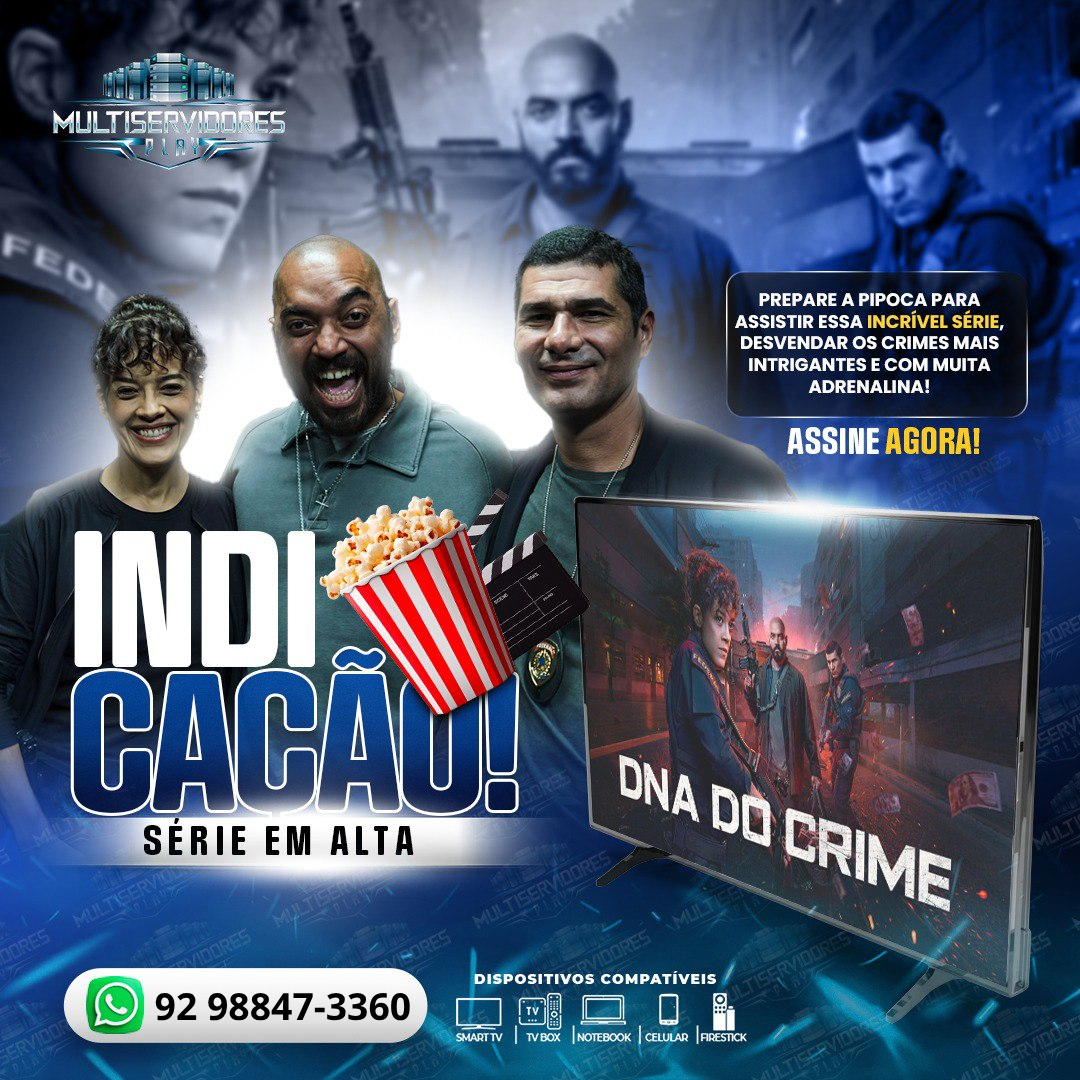 MULTISERVIDORES
PLAY
FEDE
PREPARE A PIPOCA PARA
ASSISTIR ESSA INCRÍVEL SÉRIE,
DESVENDAR OS CRIMES MAIS
INTRIGANTES E COM MUITA
ADRENALINA!
ASSINE AGORA!
INDI
CAÇÃO!
SÉRIE EM ALTA
DNA DO CRIME
92 98847-3360
DISPOSITIVOS COMPATÍVEIS
TV
SMART TV | TV BOX | NOTEBOOK | CELULAR | FIRESTICK